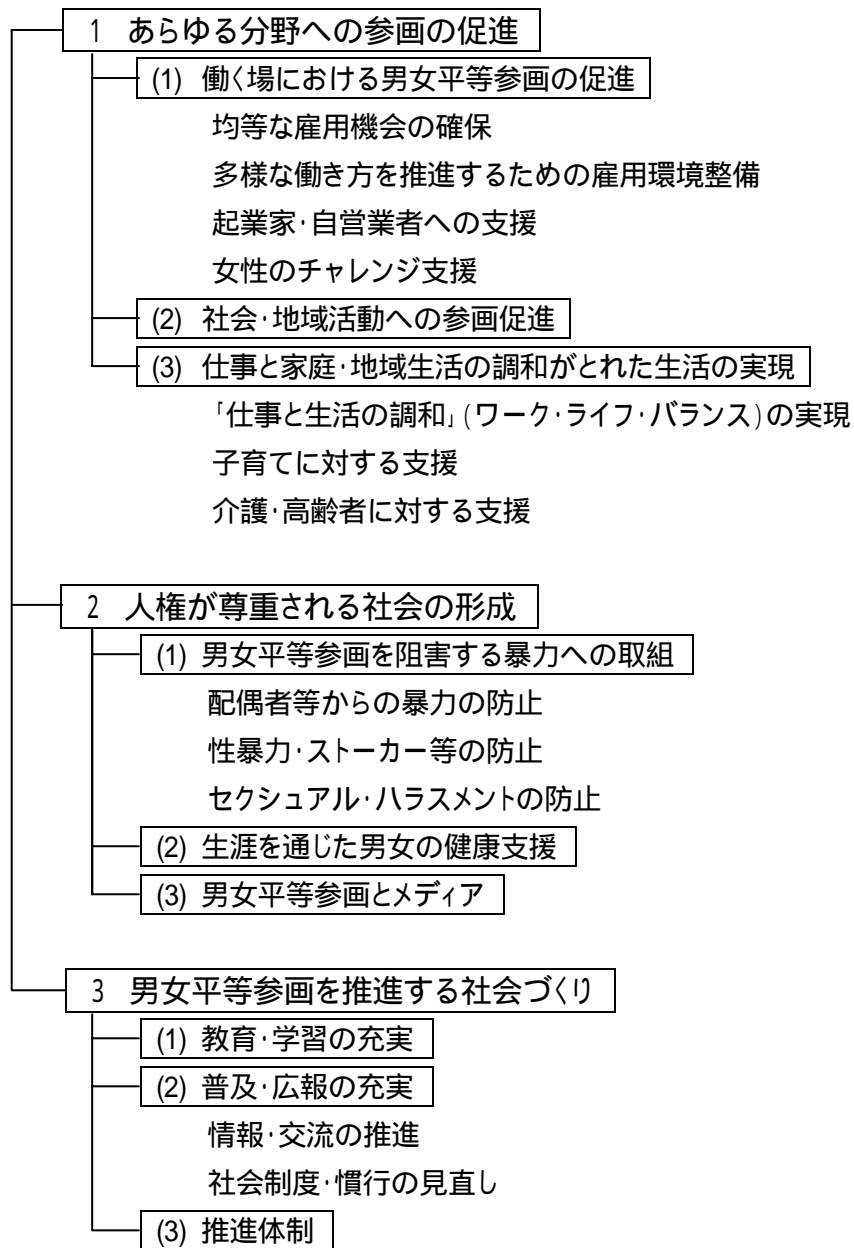 1 あらゆる分野への参画の促進
(1) 働く場における男女平等参画の促進
均等な雇用機会の確保
多様な働き方を推進するための雇用環境整備
起業家・自営業者への支援
女性のチャレンジ支援
(2) 社会・地域活動への参画促進
(3) 仕事と家庭・地域生活の調和がとれた生活の実現
「仕事と生活の調和」(ワーク・ライフ・バランス)の実現
子育てに対する支援
介護・高齢者に対する支援
2 人権が尊重される社会の形成
(1) 男女平等参画を阻害する暴力への取組
配偶者等からの暴力の防止
性暴力・ストーカー等の防止
セクシュアル・ハラスメントの防止
(2) 生涯を通じた男女の健康支援
(3) 男女平等参画とメディア
3 男女平等参画を推進する社会づくり
(1) 教育・学習の充実
(2) 普及・広報の充実
情報・交流の推進
社会制度・慣行の見直し
(3) 推進体制